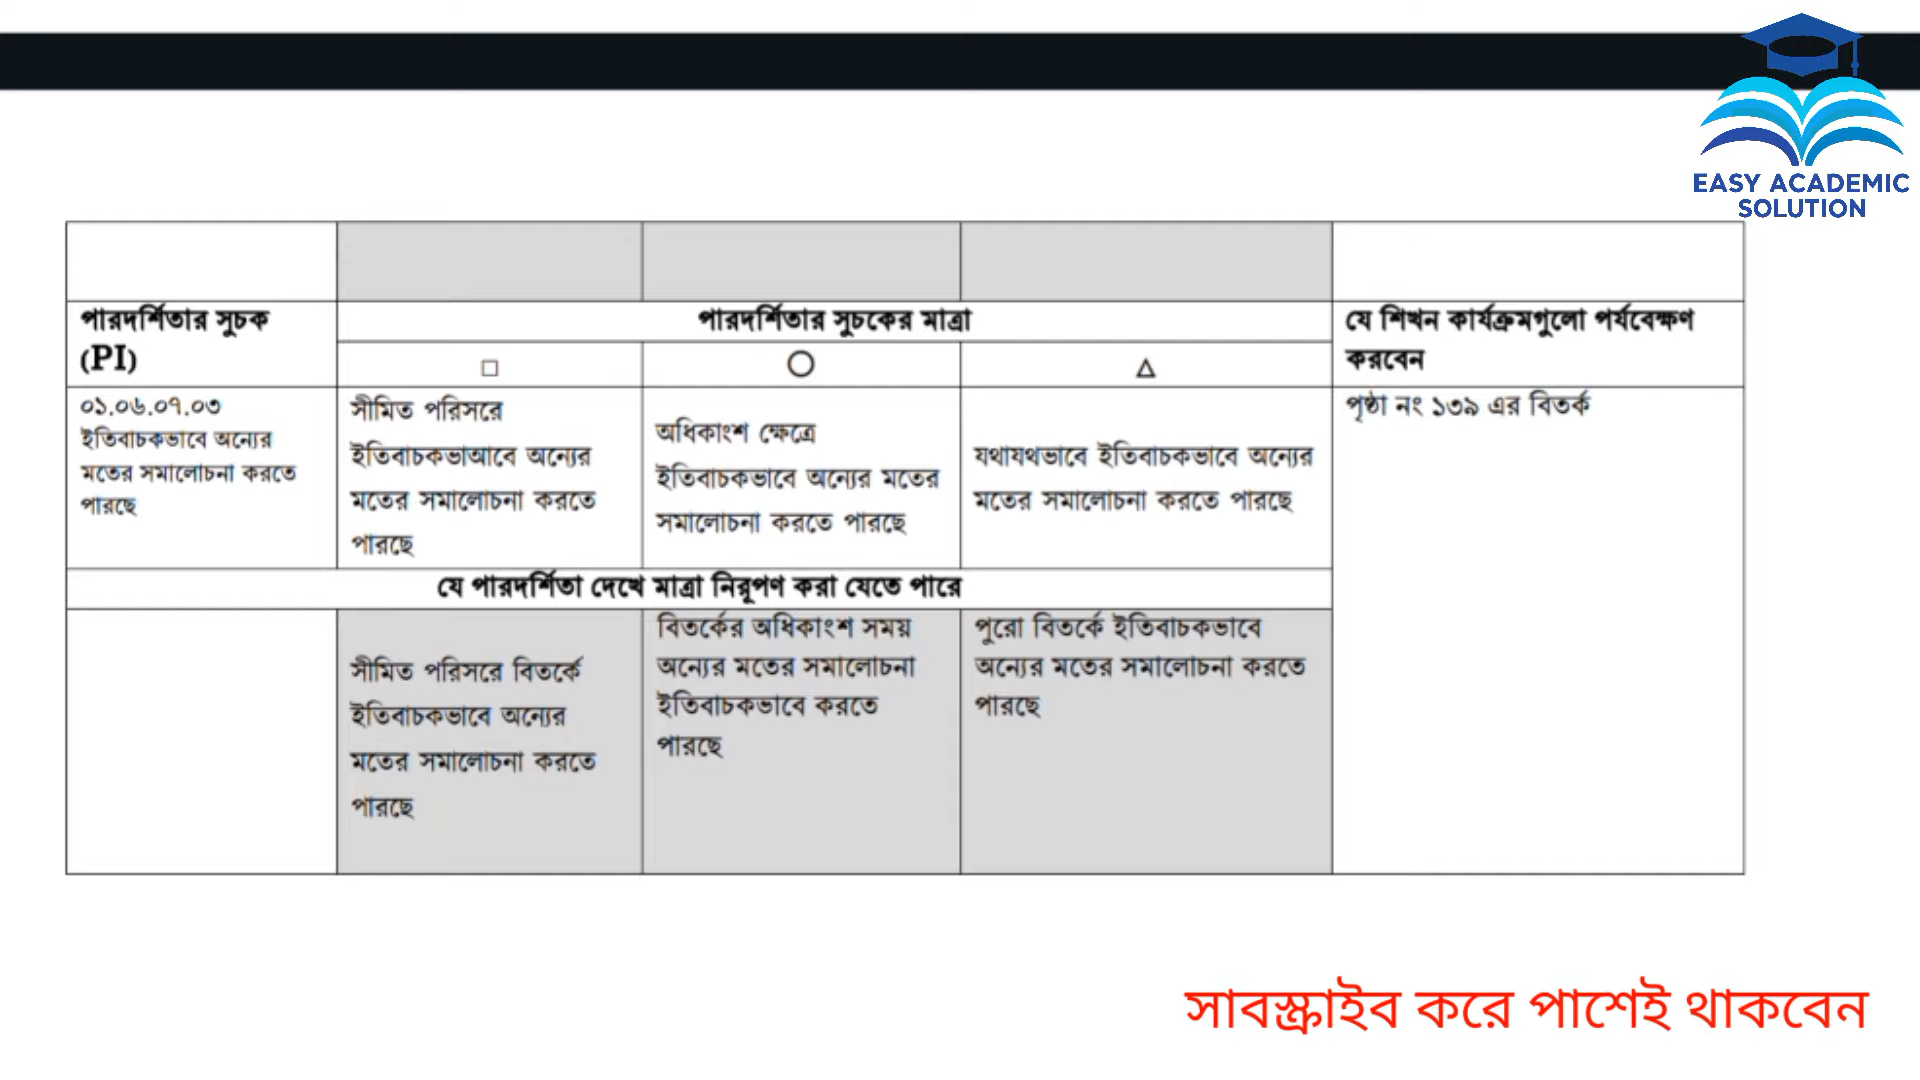 EASY ACADEMIC
SOLUTION
পারদর্শিতার সূচক
(PI)
পারদর্শিতার সূচকের মাত্রা
যে শিখন কার্যক্রমগুলো পর্যবেক্ষণ
করবেন
□
○
△
০১.০৬.০৭.০৩
ইতিবাচকভাবে অন্যের
মতের সমালোচনা করতে
পারছে
সীমিত পরিসরে
ইতিবাচকভাআবে অন্যের
মতের সমালোচনা করতে
পারছে
অধিকাংশ ক্ষেত্রে
ইতিবাচকভাবে অন্যের মতের
সমালোচনা করতে পারছে
যথাযথভাবে ইতিবাচকভাবে অন্যের
মতের সমালোচনা করতে পারছে
পৃষ্ঠা নং ১৩৯ এর বিতর্ক
যে পারদর্শিতা দেখে মাত্রা নিরূপণ করা যেতে পারে
সীমিত পরিসরে বিতর্কে
ইতিবাচকভাবে অন্যের
মতের সমালোচনা করতে
পারছে
বিতর্কের অধিকাংশ সময়
অন্যের মতের সমালোচনা
ইতিবাচকভাবে করতে
পারছে
পুরো বিতর্কে ইতিবাচকভাবে
অন্যের মতের সমালোচনা করতে
পারছে
সাবস্ক্রাইব করে পাশেই থাকবেন